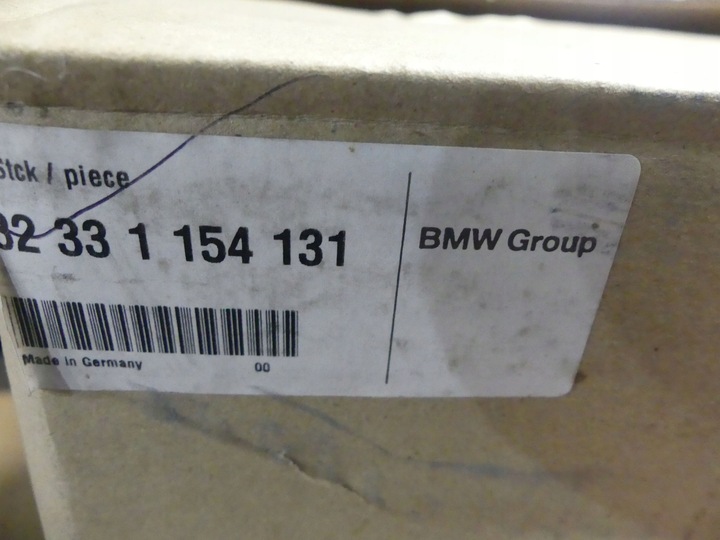 Stck / piece
32 33 1 154 131
BMW Group
Made in Germany
00